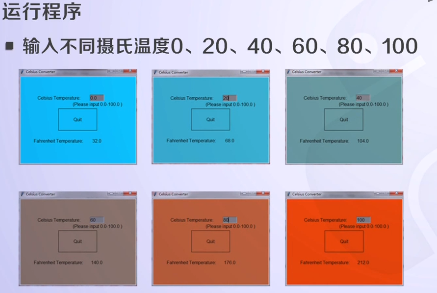 运行程序
■ 输入不同摄氏温度0、20、40、60、80、100
Celsius Converter
Celsius Temperature: 0.0
(Please input 0.0-100.0 )
Quit
Fahrenheit Temperature: 32.0
Celsius Converter
Celsius Temperature: 20
(Please input 0.0-100.0 )
Quit
Fahrenheit Temperature: 68.0
Celsius Converter
Celsius Temperature: 40
(Please input 0.0-100.0 )
Quit
Fahrenheit Temperature: 104.0
Celsius Converter
Celsius Temperature: 60
(Please input 0.0-100.0 )
Quit
Fahrenheit Temperature: 140.0
Celsius Converter
Celsius Temperature: 80
(Please input 0.0-100.0 )
Quit
Fahrenheit Temperature: 176.0
Celsius Converter
Celsius Temperature: 100
(Please input 0.0-100.0 )
Quit
Fahrenheit Temperature: 212.0